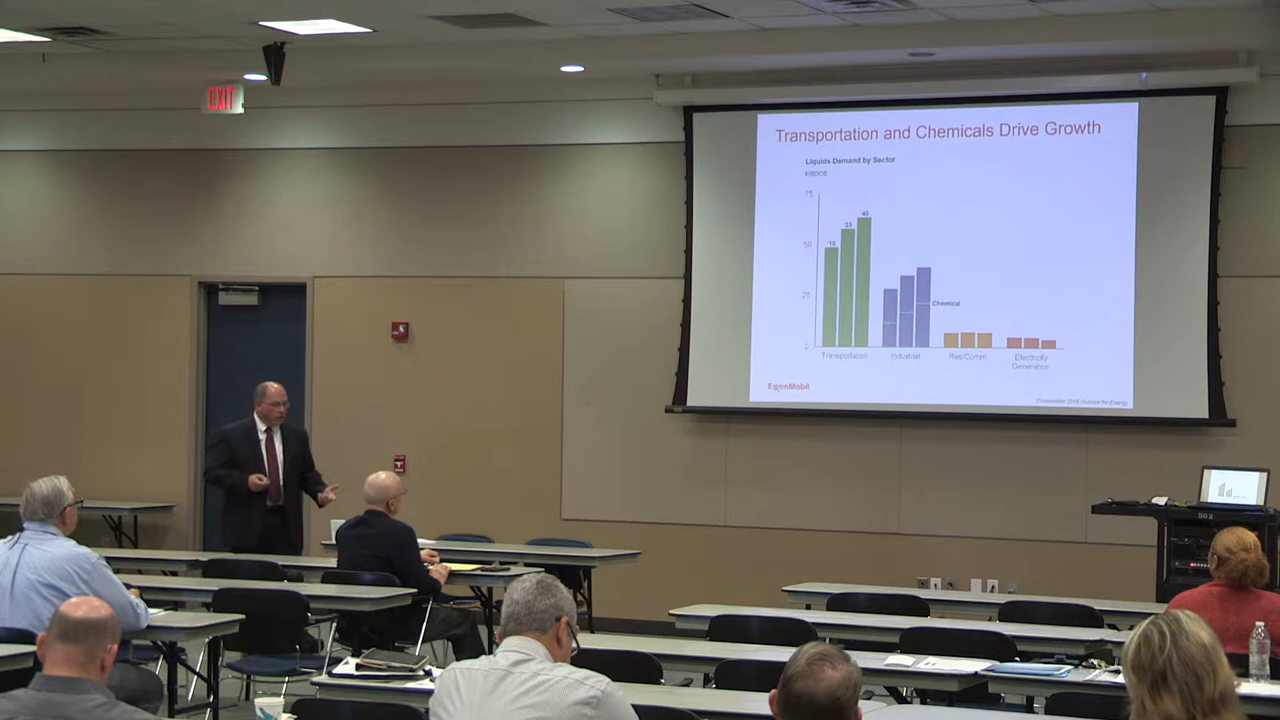 EXIT
Transportation and Chemicals Drive Growth
Liquids Demand by Sector
MBDOE
75
50
25
0
'25
'40
Chemical
Transportation
Industrial
Res/Comm
Electricity
Generation
ExxonMobil